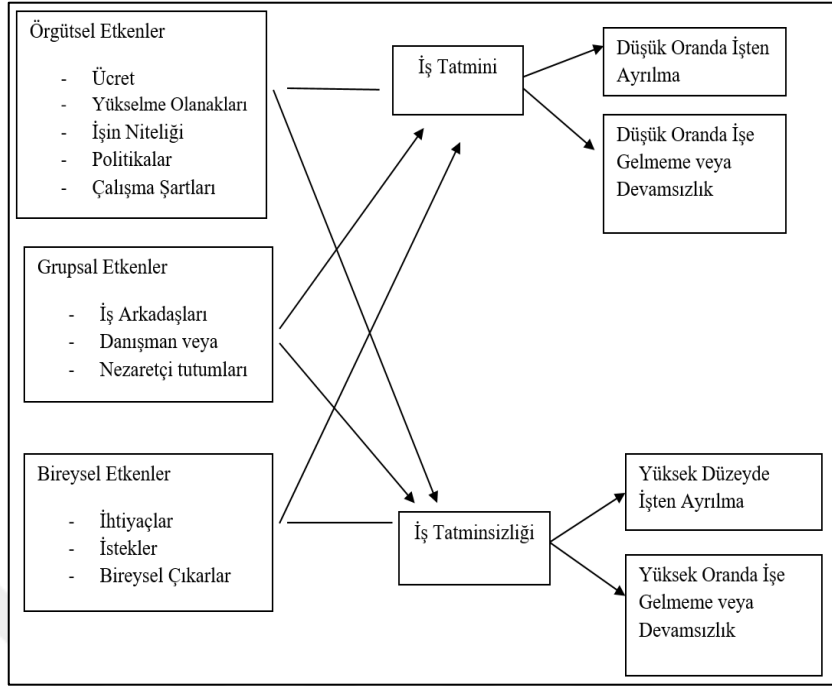 Örgütsel Etkenler
- Ücret
- Yükselme Olanakları
- İşin Niteliği
- Politikalar
- Çalışma Şartları
Grupsal Etkenler
- İş Arkadaşları
- Danışman veya
- Nezaretçi tutumları
Bireysel Etkenler
- İhtiyaçlar
- İstekler
- Bireysel Çıkarlar
İş Tatmini
İş Tatminsizliği
Düşük Oranda İşten
Ayrılma
Düşük Oranda İşe
Gelmeme veya
Devamsızlık
Yüksek Düzeyde
İşten Ayrılma
Yüksek Oranda İşe
Gelmeme veya
Devamsızlık